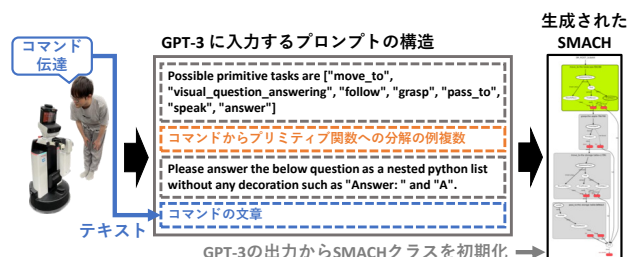 コマンド
伝達
GPT-3 に入力するプロンプトの構造
生成された
SMACH
Possible primitive tasks are ["move_to",
"visual_question_answering", "follow", "grasp", "pass_to",
"speak", "answer"]
コマンドからプリミティブ関数への分解の例複数
Please answer the below question as a nested python list
without any decoration such as "Answer: " and "A".
コマンドの文章
テキスト
GPT-3の出力からSMACHクラスを初期化